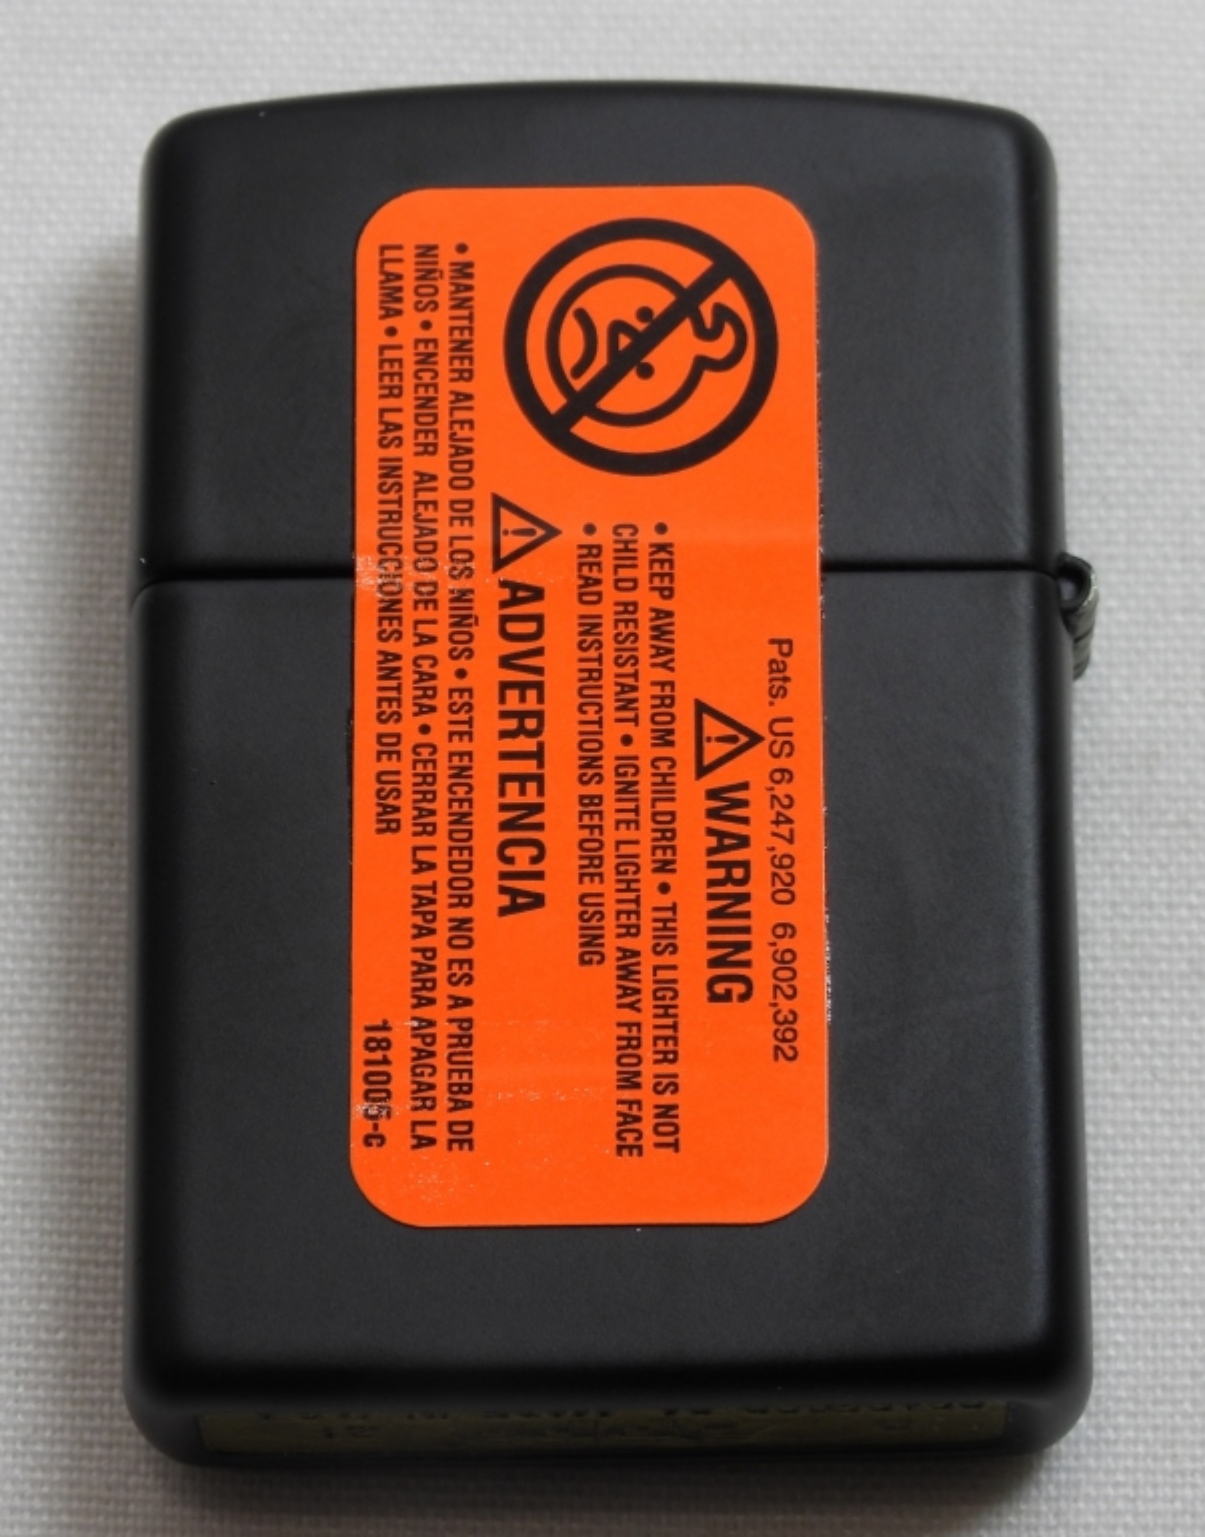 Pats. US 6,247,920 6,902,392
⚠ WARNING
• KEEP AWAY FROM CHILDREN • THIS LIGHTER IS NOT
CHILD RESISTANT • IGNITE LIGHTER AWAY FROM FACE
• READ INSTRUCTIONS BEFORE USING
⚠ ADVERTENCIA
• MANTENER ALEJADO DE LOS NIÑOS • ESTE ENCENDEDOR NO ES A PRUEBA DE
NIÑOS • ENCENDER ALEJADO DE LA CARA • CERRAR LA TAPA PARA APAGAR LA
LLAMA • LEER LAS INSTRUCCIONES ANTES DE USAR
181006-c